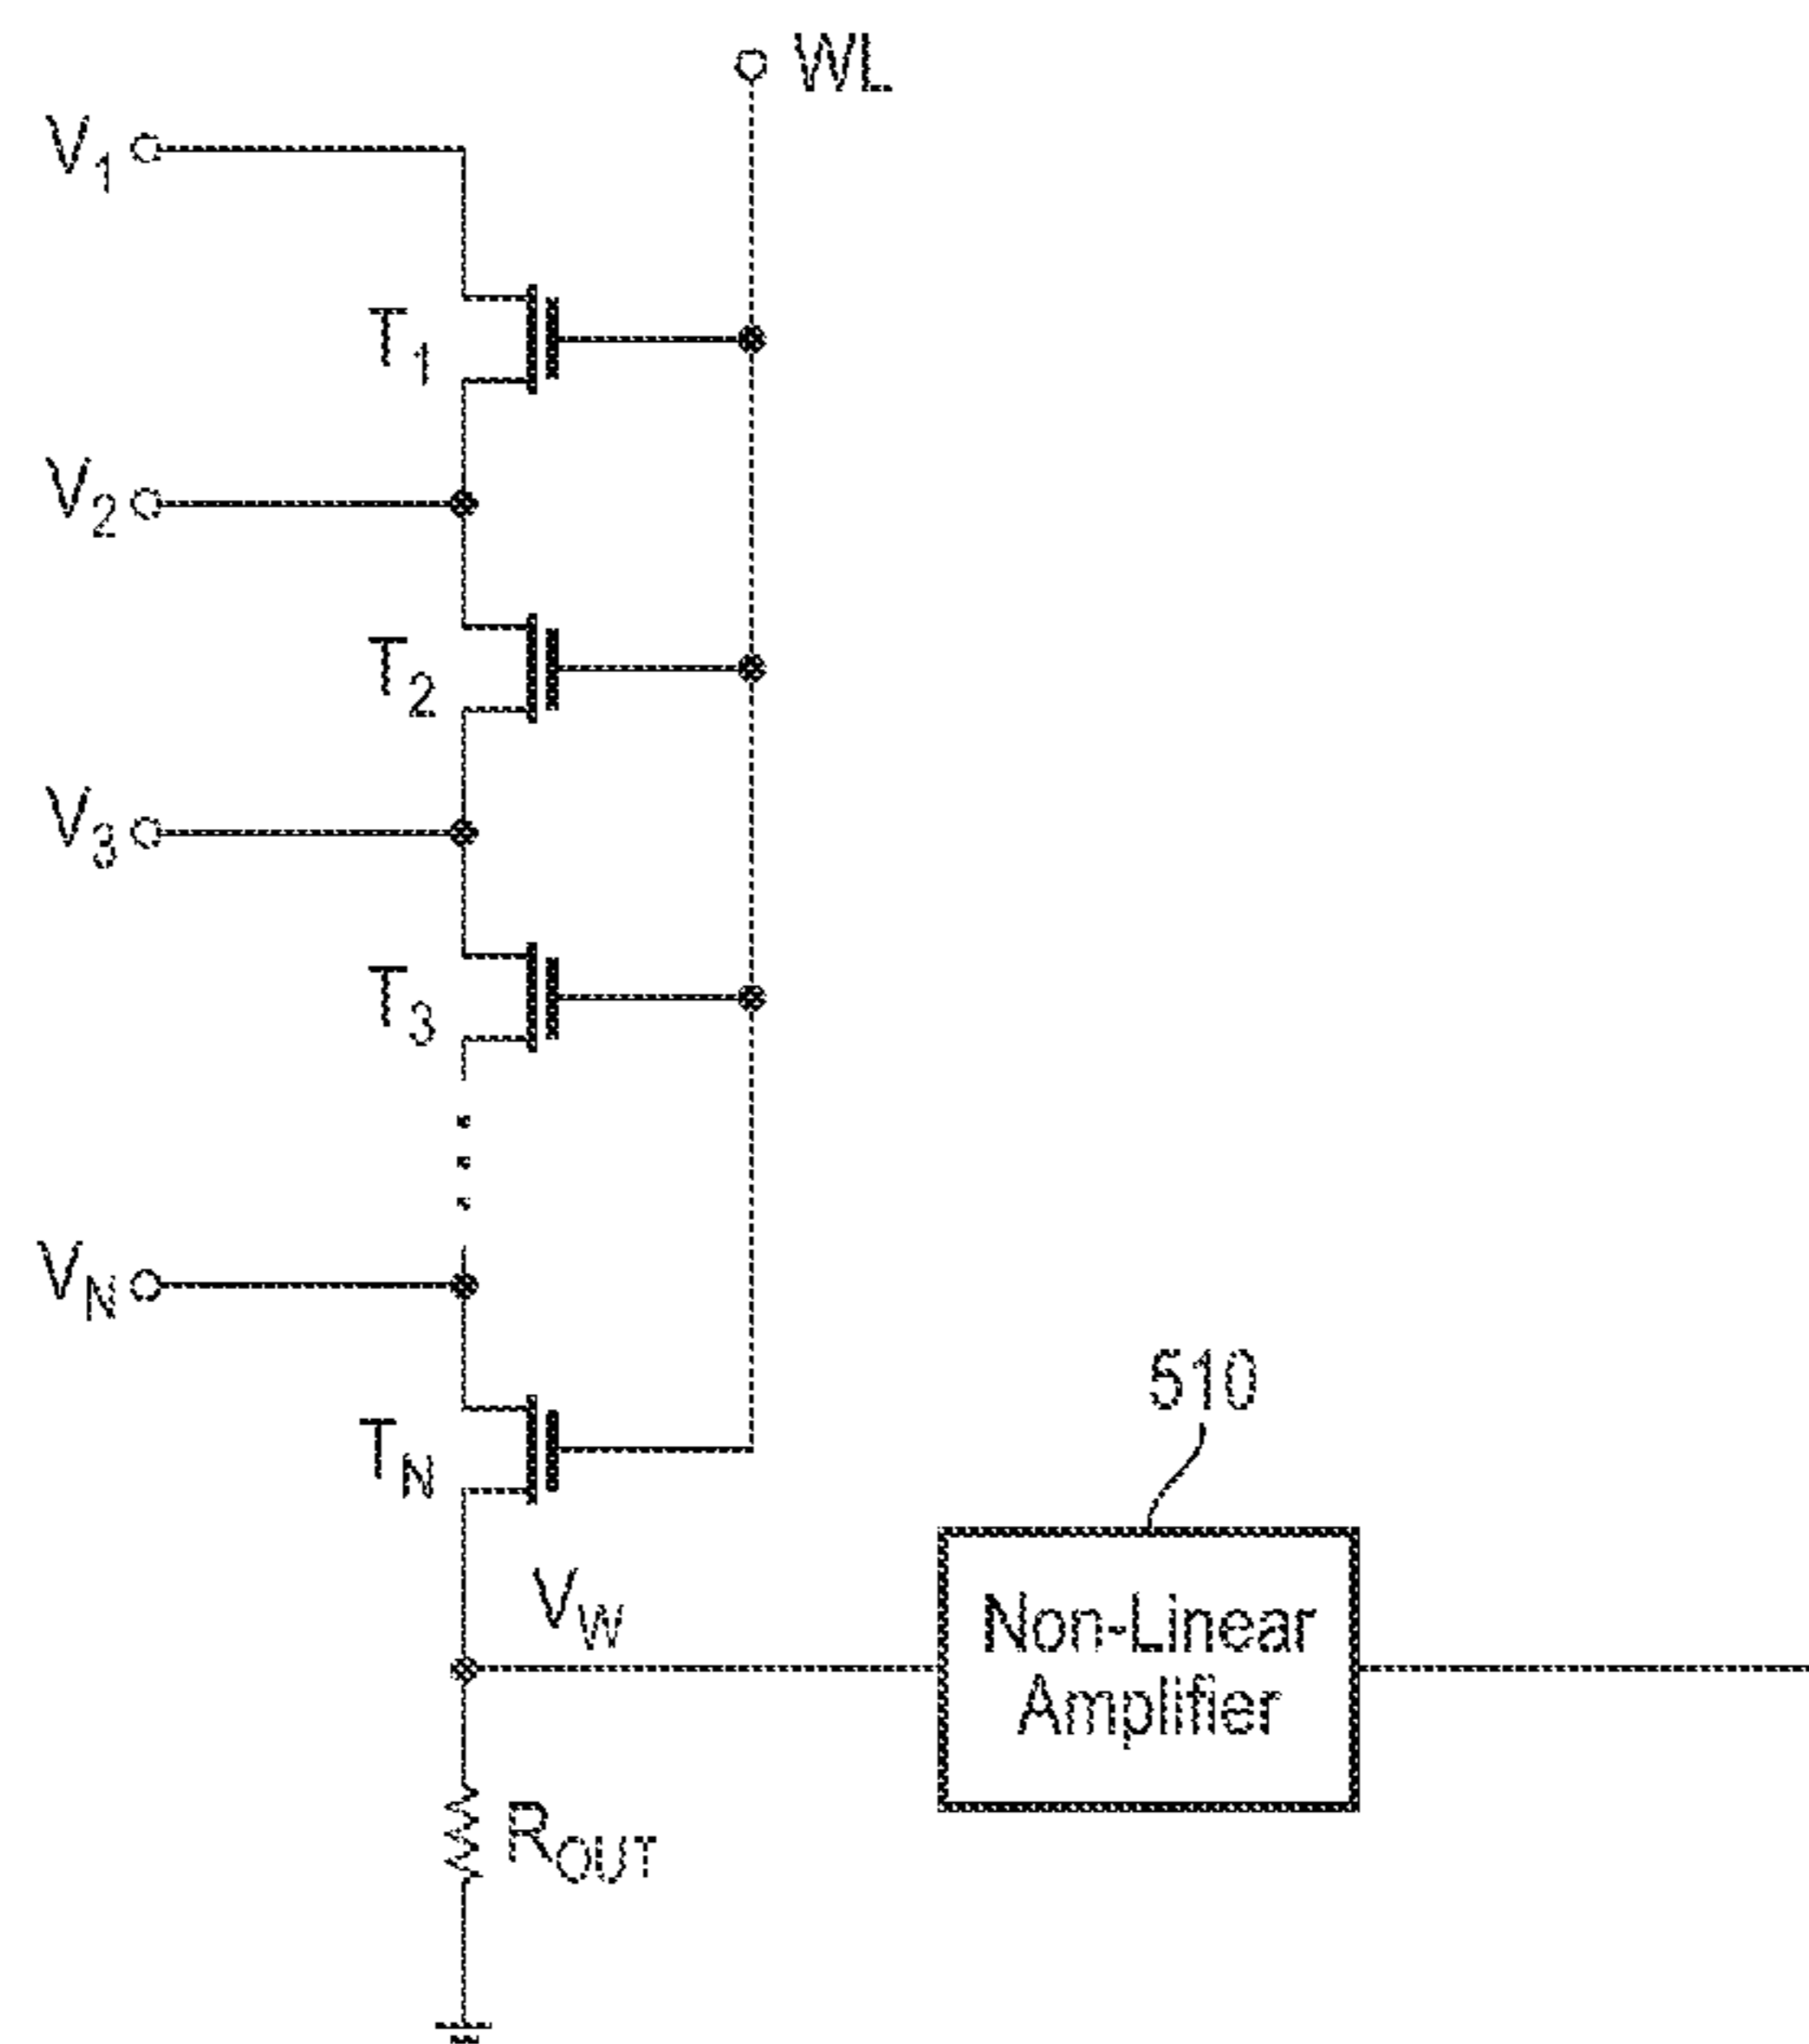 WL
V1
T1
V2
T2
V3
T3
VN
TN
510
VW
Non-Linear
Amplifier
ROUT